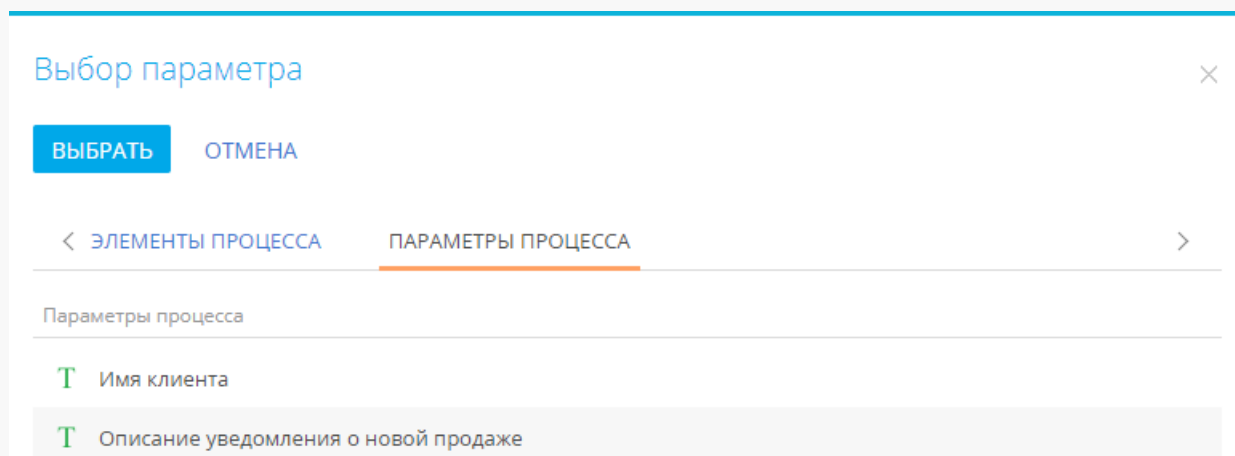 Выбор параметра
ВЫБРАТЬ ОТМЕНА
ЭЛЕМЕНТЫ ПРОЦЕССА ПАРАМЕТРЫ ПРОЦЕССА
Параметры процесса
T Имя клиента
T Описание уведомления о новой продаже